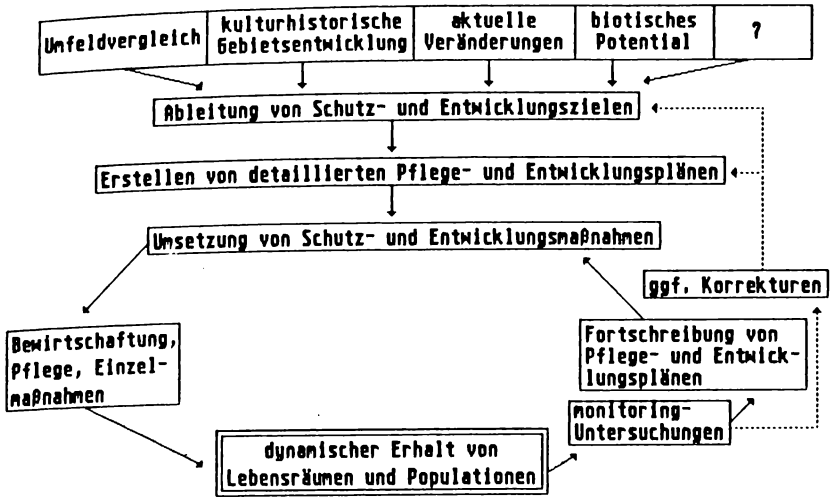 Umfeldvergleich
kulturhistorische
Gebietsentwicklung
aktuelle
Veränderungen
biotisches
Potential
?
Ableitung von Schutz- und Entwicklungszielen
Erstellen von detaillierten Pflege- und Entwicklungsplänen
Umsetzung von Schutz- und Entwicklungsmaßnahmen
ggf. Korrekturen
Bewirtschaftung,
Pflege, Einzel-
maßnahmen
Fortschreibung von
Pflege- und Entwick-
lungsplänen
monitoring-
Untersuchungen
dynamischer Erhalt von
Lebensräumen und Populationen